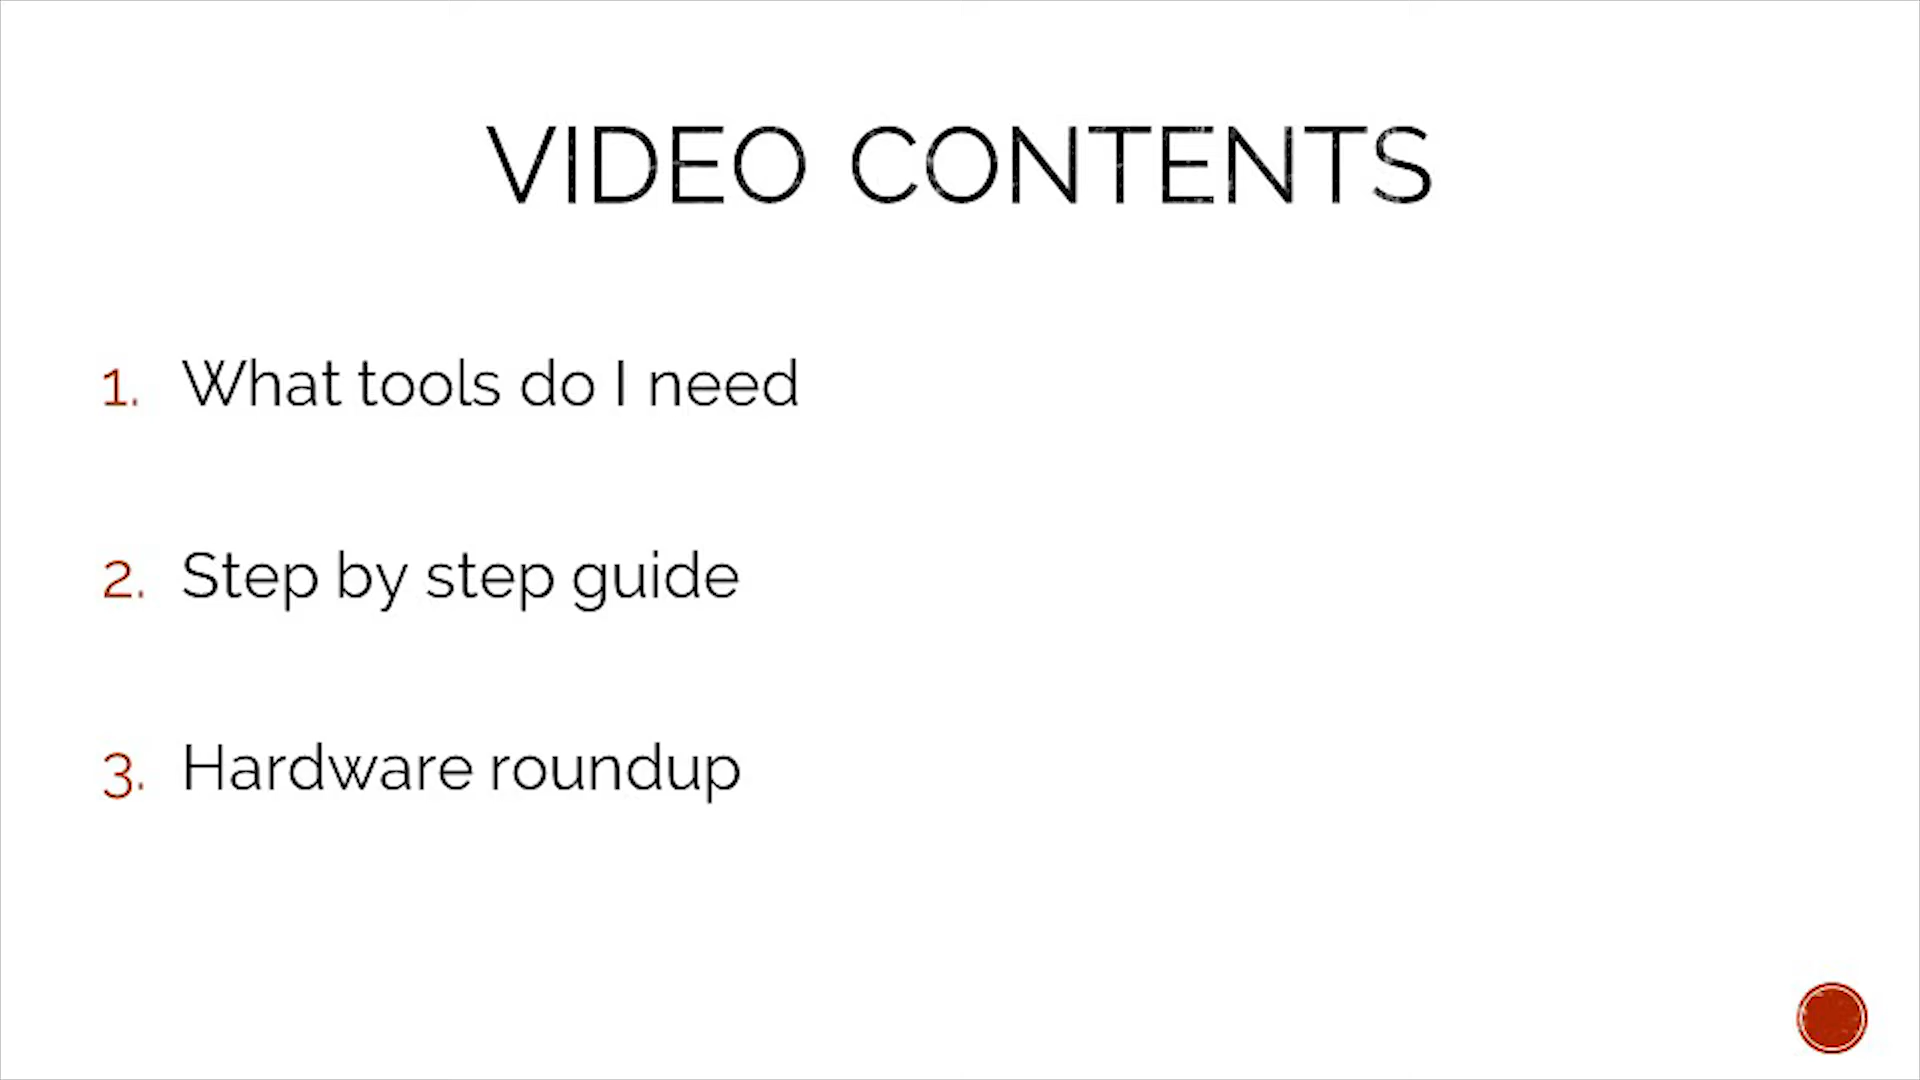 VIDEO CONTENTS
1. What tools do I need
2. Step by step guide
3. Hardware roundup